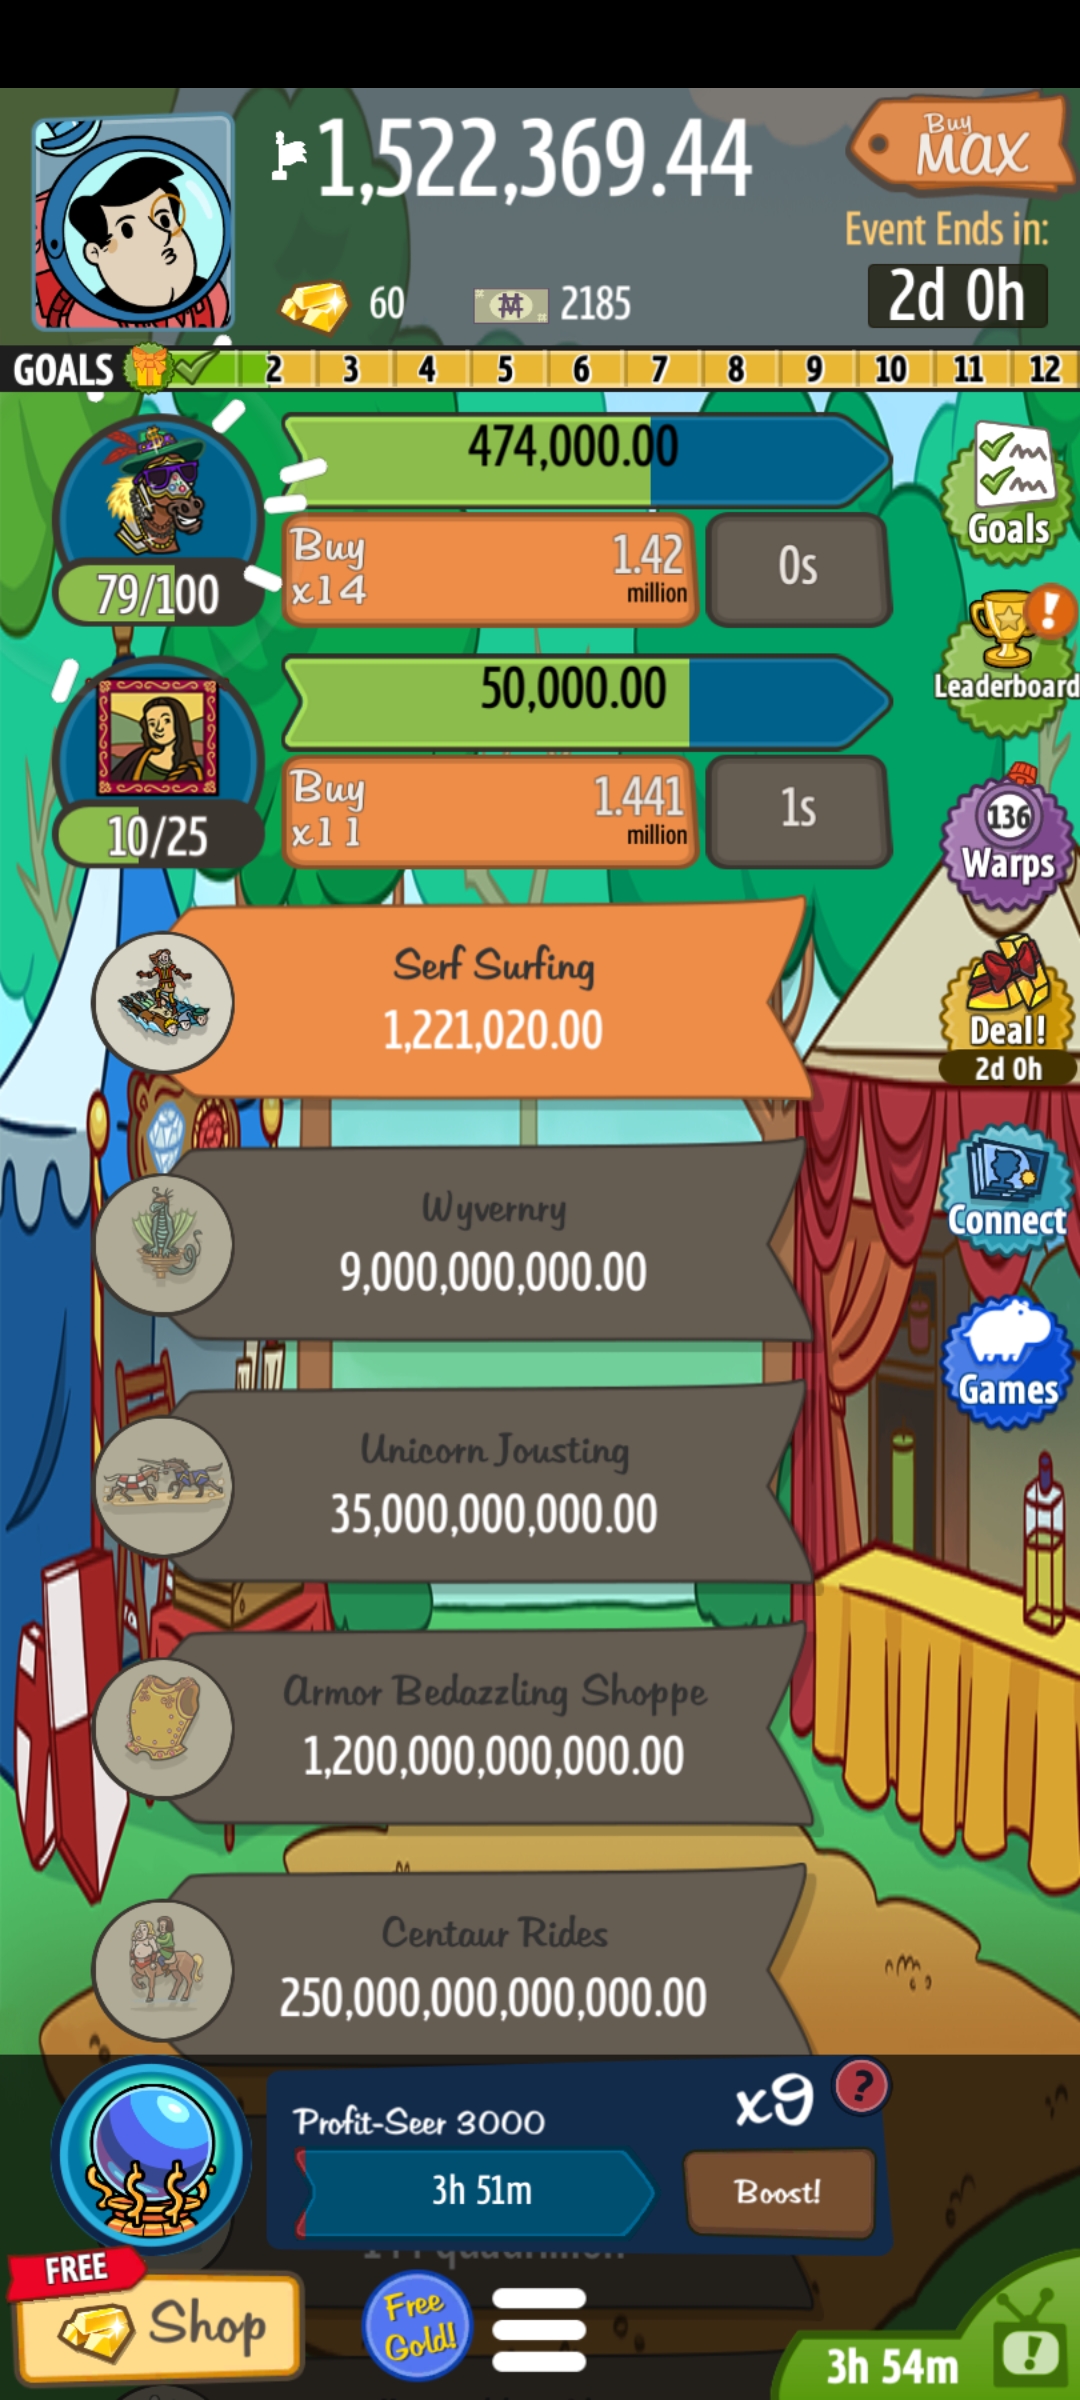 1,522,369.44
Buy
MAX
Event Ends in:
2d 0h
60
2185
GOALS 2 3 4 5 6 7 8 9 10 11 12
474,000.00
Buy
x14
1.42
million
0s
79/100
Goals
50,000.00
Buy
x11
1.441
million
1s
10/25
!
Leaderboard
136
Warps
Serf Surfing
1,221,020.00
Deal!
2d 0h
Wyvernry
9,000,000,000.00
Connect
Unicorn Jousting
35,000,000,000.00
Games
Armor Bedazzling Shoppe
1,200,000,000,000.00
Centaur Rides
250,000,000,000,000.00
Profit-Seer 3000
x9
?
3h 51m
Boost!
FREE
Shop
Free
Gold!
3h 54m
!